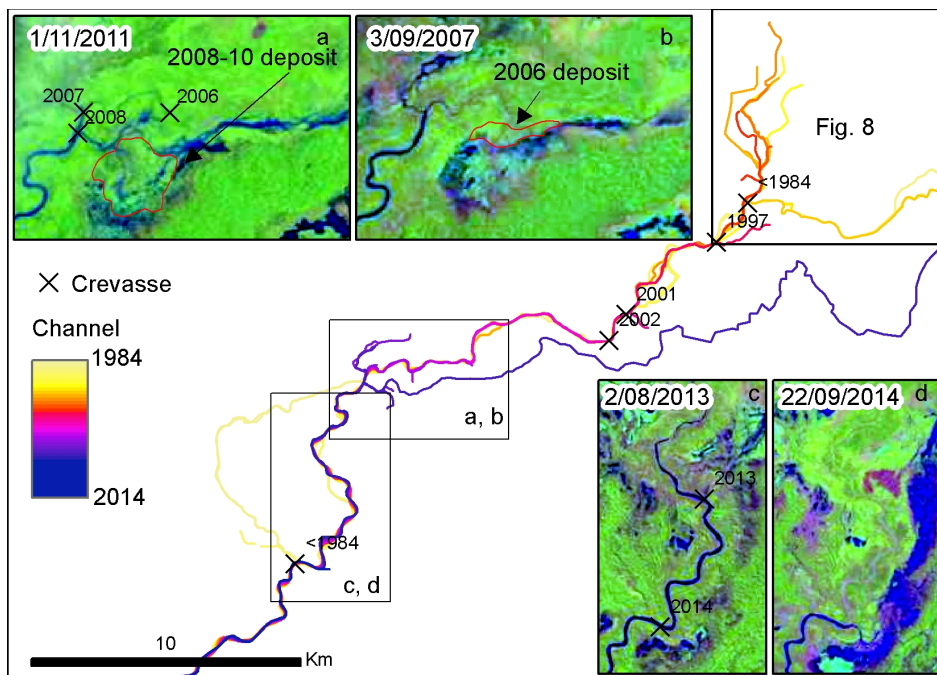 1/11/2011
a
2008-10 deposit
2007
2008
2006
3/09/2007
b
2006 deposit
Fig. 8
<1984
1997
2001
2002
Crevasse
Channel
1984
2014
a, b
<1984
c, d
10
Km
2/08/2013
c
2013
2014
22/09/2014
d